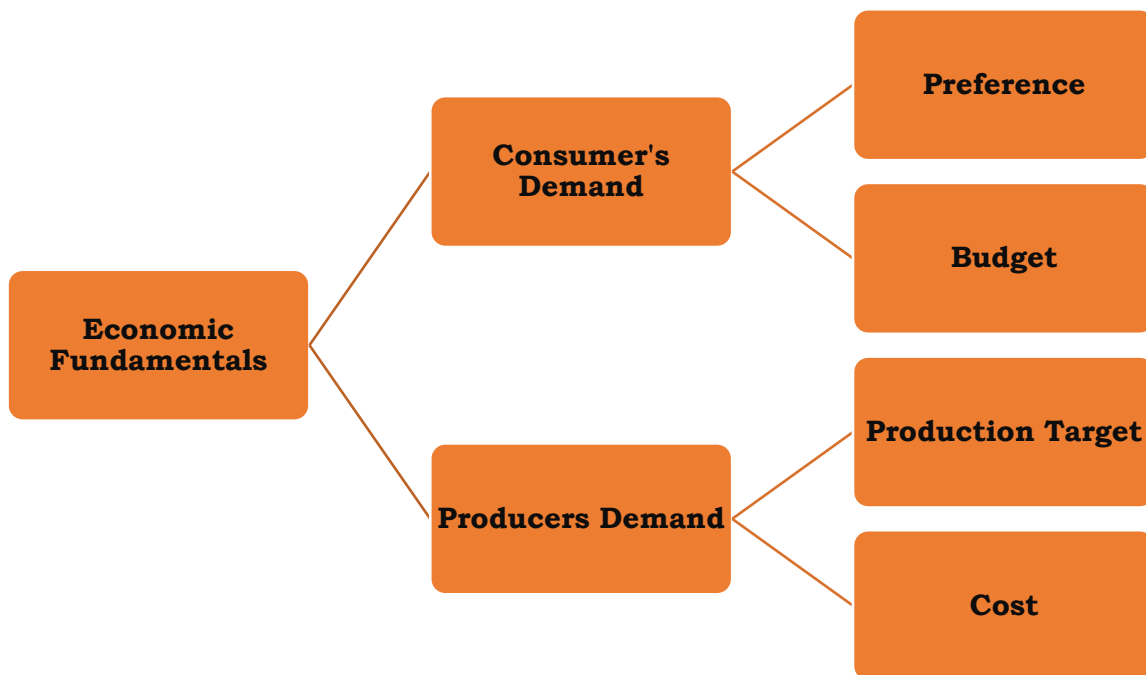 Economic
Fundamentals
Consumer's
Demand
Preference
Budget
Producers Demand
Production Target
Cost